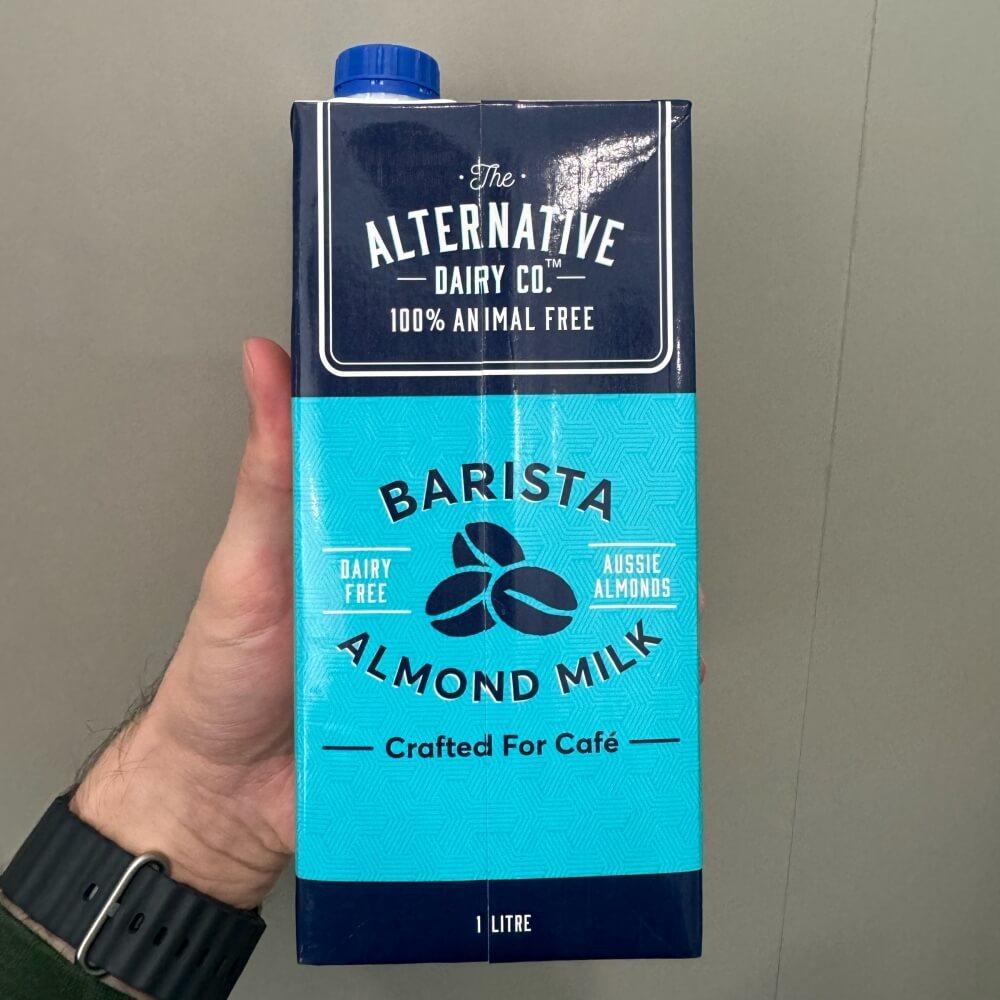 · The ·
ALTERNATIVE
DAIRY CO.™
100% ANIMAL FREE
BARISTA
DAIRY
FREE
AUSSIE
ALMONDS
ALMOND MILK
Crafted For Café
1 LITRE